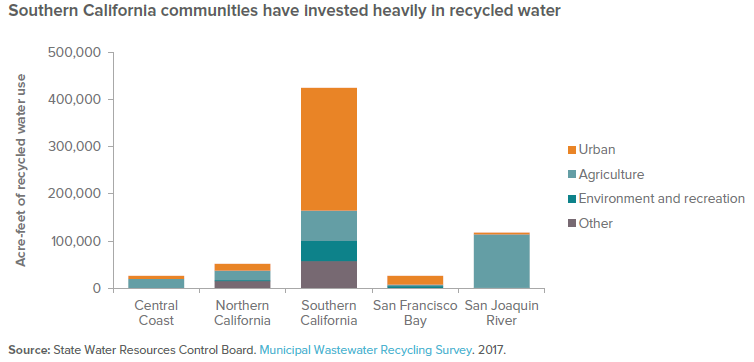 Southern California communities have invested heavily in recycled water
Acre-feet of recycled water use
500,000
400,000
300,000
200,000
100,000
0
Central
Coast
Northern
California
Southern
California
San Francisco
Bay
San Joaquin
River
Urban
Agriculture
Environment and recreation
Other
Source: State Water Resources Control Board. Municipal Wastewater Recycling Survey. 2017.